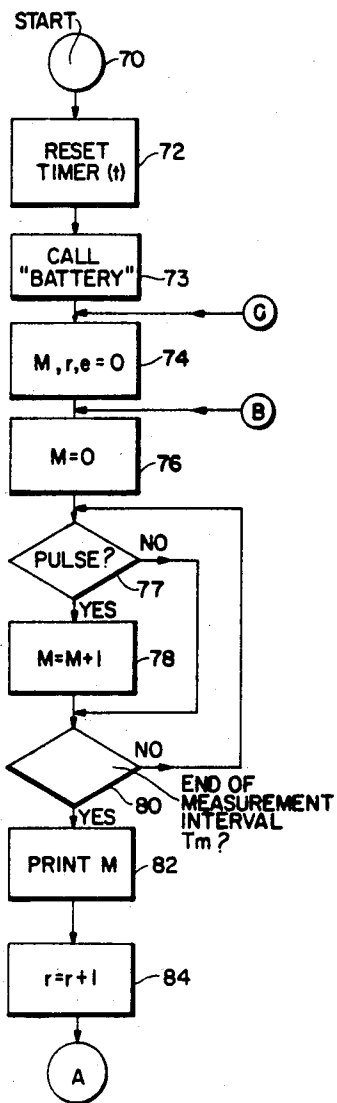 START
70
RESET
TIMER (t)
72
CALL
"BATTERY"
73
G
M, r, e = 0
74
B
M=0
76
PULSE?
NO
77
YES
M=M+1
78
NO
80
END OF
MEASUREMENT
INTERVAL
Tm?
YES
PRINT M
82
r=r+1
84
A